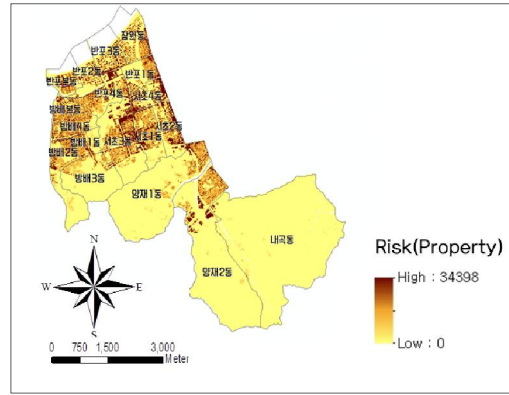 잠원동
반포3동
반포2동
반포1동
반포본동
반포4동
서초4동
방배본동
방배4동
서초2동
방배1동
서초3동
서초1동
방배2동
방배3동
양재1동
내곡동
양재2동
Risk(Property)
High : 34398
Low : 0
N
W
E
S
0 750 1,500 3,000
Meter